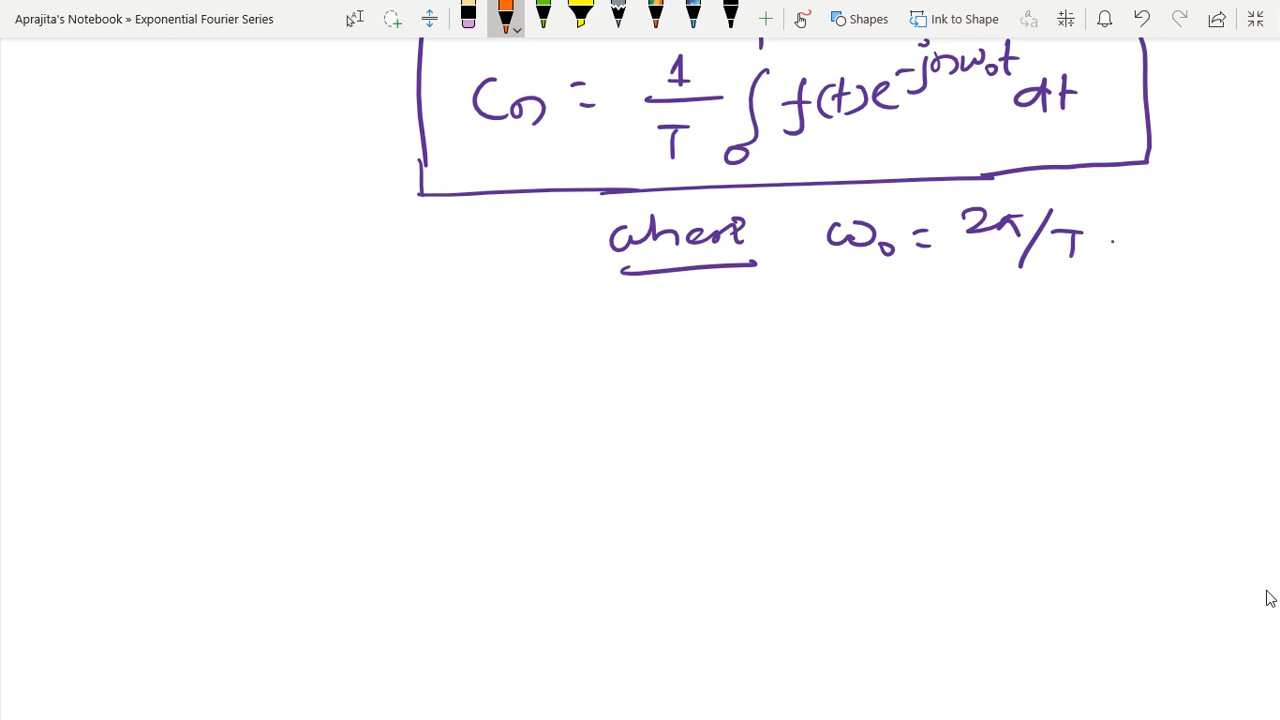 Aprajita's Notebook » Exponential Fourier Series
Shapes
Ink to Shape
Cn = 1/T ∫0 f(t)e^-jnω0t dt
where ω0 = 2π/T .